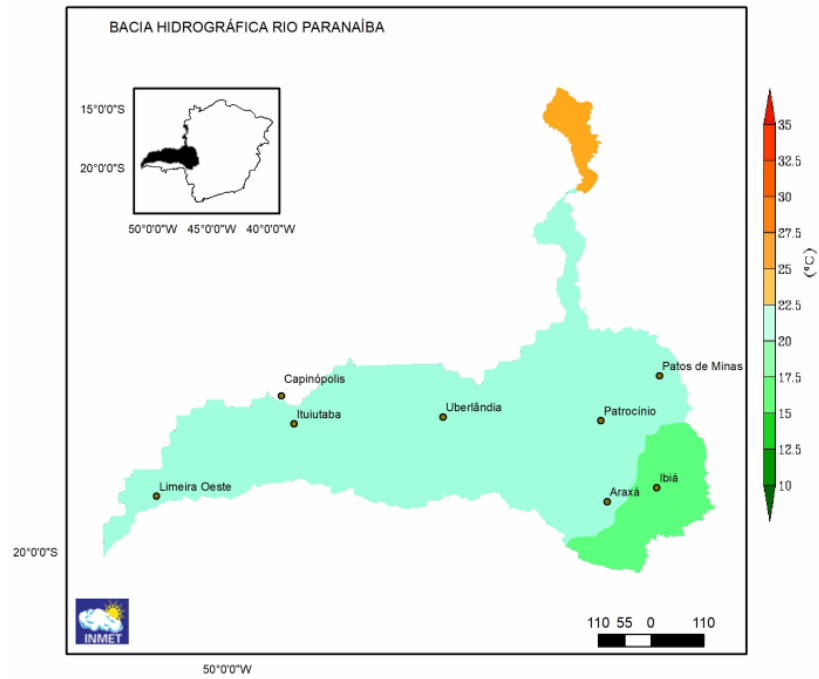 BACIA HIDROGRÁFICA RIO PARANAÍBA
15°0'0"S
20°0'0"S
50°0'0"W 45°0'0"W 40°0'0"W
35
32.5
30
27.5
25
22.5
20
17.5
15
12.5
10
(°C)
Patos de Minas
Capinópolis
Ituiutaba
Uberlândia
Patrocínio
Limeira Oeste
Araxá
Ibiá
20°0'0"S
INMET
110 55 0 110
50°0'0"W